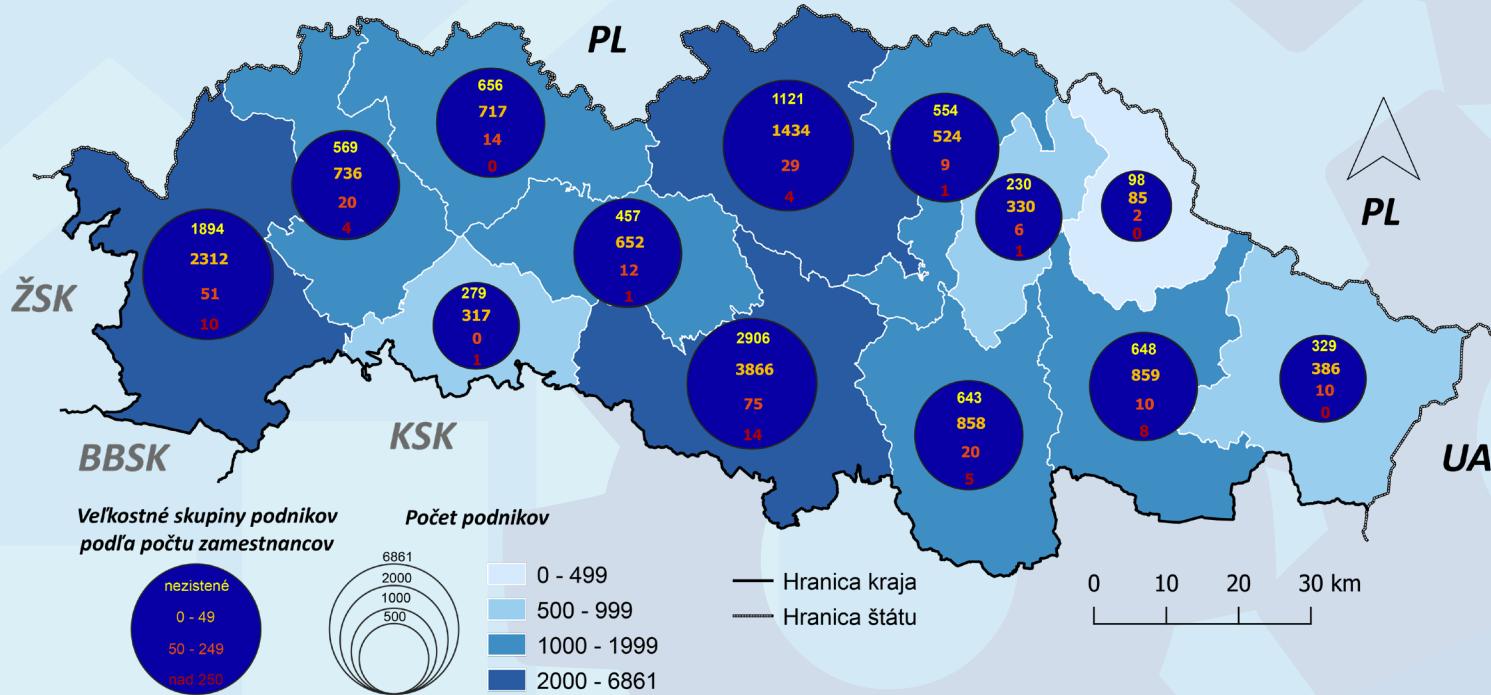 PL
656
717
14
0
1121
1434
29
4
554
524
9
1
569
736
20
4
230
330
6
1
98
85
2
0
PL
1894
2312
51
10
457
652
12
1
ŽSK
279
317
0
1
2906
3866
75
14
643
858
20
5
648
859
10
8
329
386
10
0
KSK
BBSK
UA
Veľkostné skupiny podnikov
podľa počtu zamestnancov
nezistené
0 - 49
50 - 249
nad 250
Počet podnikov
6861
2000
1000
500
0 - 499
500 - 999
1000 - 1999
2000 - 6861
Hranica kraja
Hranica štátu
0 10 20 30 km